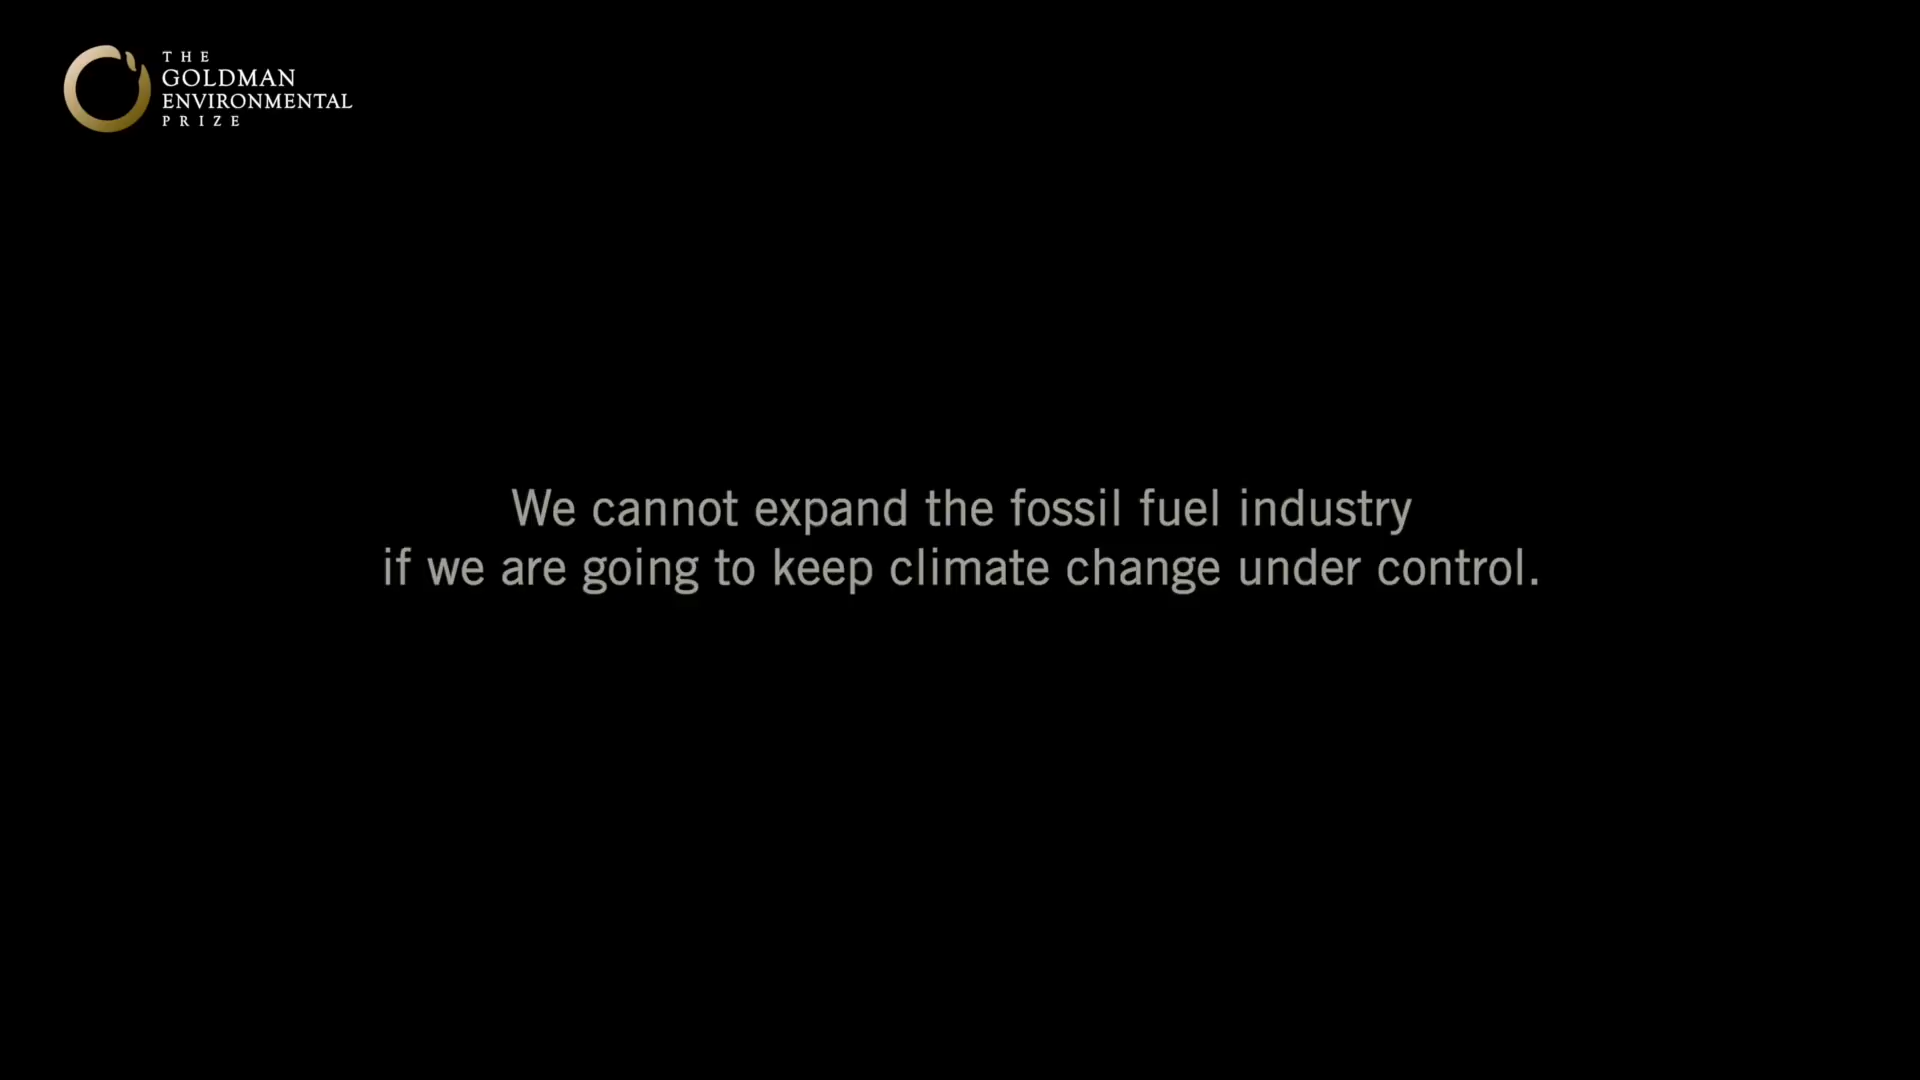 THE
GOLDMAN
ENVIRONMENTAL
PRIZE
We cannot expand the fossil fuel industry
if we are going to keep climate change under control.